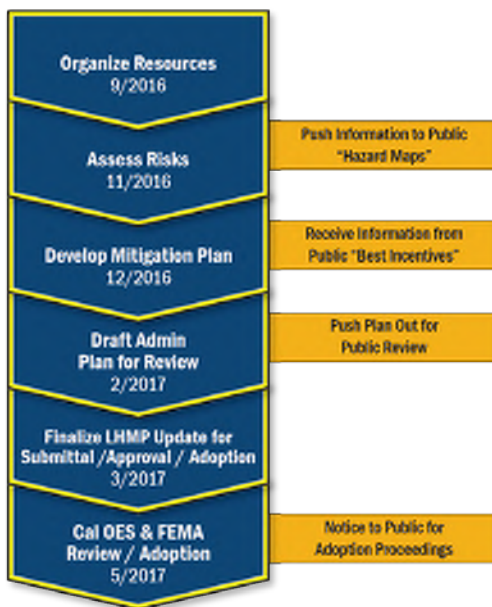 Organize Resources
9/2016
Push Information to Public
"Hazard Maps"
Assess Risks
11/2016
Receive Information from
Public "Best Incentives"
Develop Mitigation Plan
12/2016
Push Plan Out for
Public Review
Draft Admin
Plan for Review
2/2017
Finalize LHMP Update for
Submittal /Approval / Adoption
3/2017
Cal OES & FEMA
Review / Adoption
5/2017
Notice to Public for
Adoption Proceedings